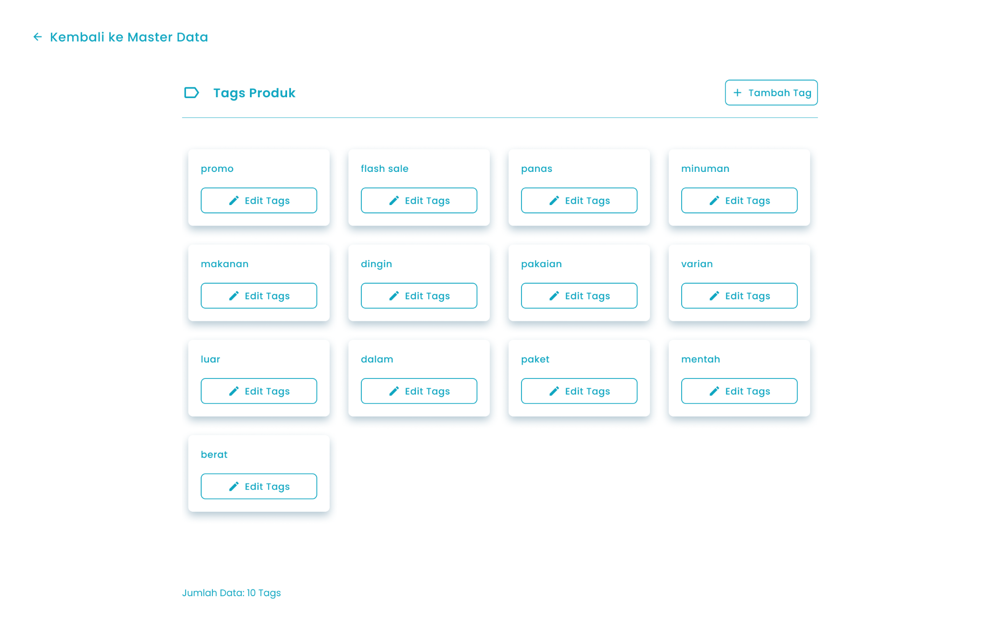 Kembali ke Master Data
Tags Produk
Tambah Tag
promo
flash sale
panas
minuman
Edit Tags
Edit Tags
Edit Tags
Edit Tags
makanan
dingin
pakaian
varian
Edit Tags
Edit Tags
Edit Tags
Edit Tags
luar
dalam
paket
mentah
Edit Tags
Edit Tags
Edit Tags
Edit Tags
berat
Edit Tags
Jumlah Data: 10 Tags